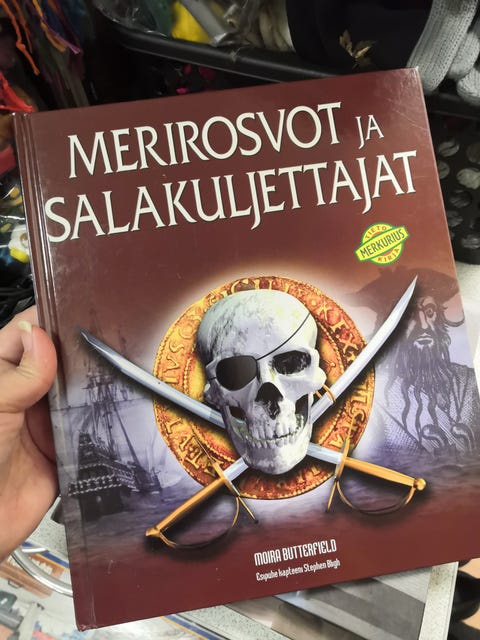 MERIROSVOT JA
SALAKULJETTAJAT
TIETO
MERKURIUS
KIRJA
MOIRA BUTTERFIELD
Esipuhe kapteeni Stephen Bligh